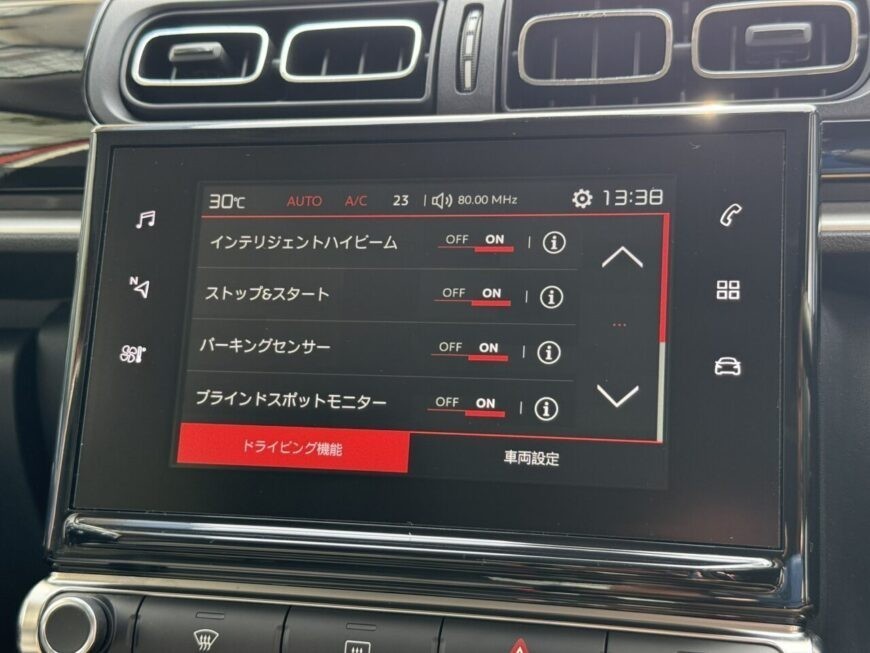 30℃ AUTO A/C 23 80.00 MHz 13:38
インテリジェントハイビーム OFF ON
ストップ&スタート OFF ON
パーキングセンサー OFF ON
ブラインドスポットモニター OFF ON
ドライビング機能 車両設定
N